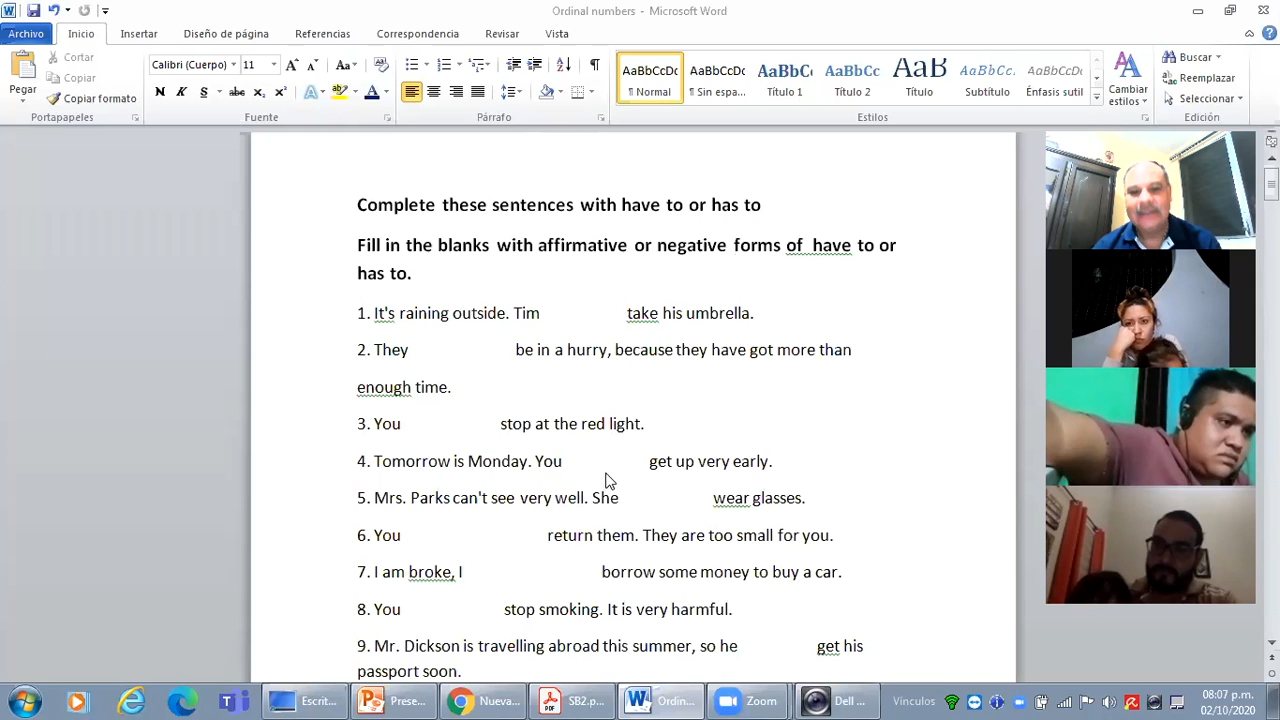 Ordinal numbers - Microsoft Word
Archivo Inicio Insertar Diseño de página Referencias Correspondencia Revisar Vista
Pegar Cortar Copiar Copiar formato
Portapapeles
Calibri (Cuerpo) 11
Fuente
Párrafo
AaBbCcDc AaBbCcDc AaBbC AaBbCc AaB AaBbCc. AaBbCcDc
¶ Normal ¶ Sin espa... Título 1 Título 2 Título Subtítulo Énfasis sutil
Cambiar estilos
Estilos
Buscar
Reemplazar
Seleccionar
Edición
Complete these sentences with have to or has to
Fill in the blanks with affirmative or negative forms of have to or
has to.
1. It's raining outside. Tim take his umbrella.
2. They be in a hurry, because they have got more than
enough time.
3. You stop at the red light.
4. Tomorrow is Monday. You get up very early.
5. Mrs. Parks can't see very well. She wear glasses.
6. You return them. They are too small for you.
7. I am broke, I borrow some money to buy a car.
8. You stop smoking. It is very harmful.
9. Mr. Dickson is travelling abroad this summer, so he get his
passport soon.
Escrit... Prese... Nueva... SB2.p... Ordin... Zoom Dell ... Vínculos
08:07 p.m.
02/10/2020